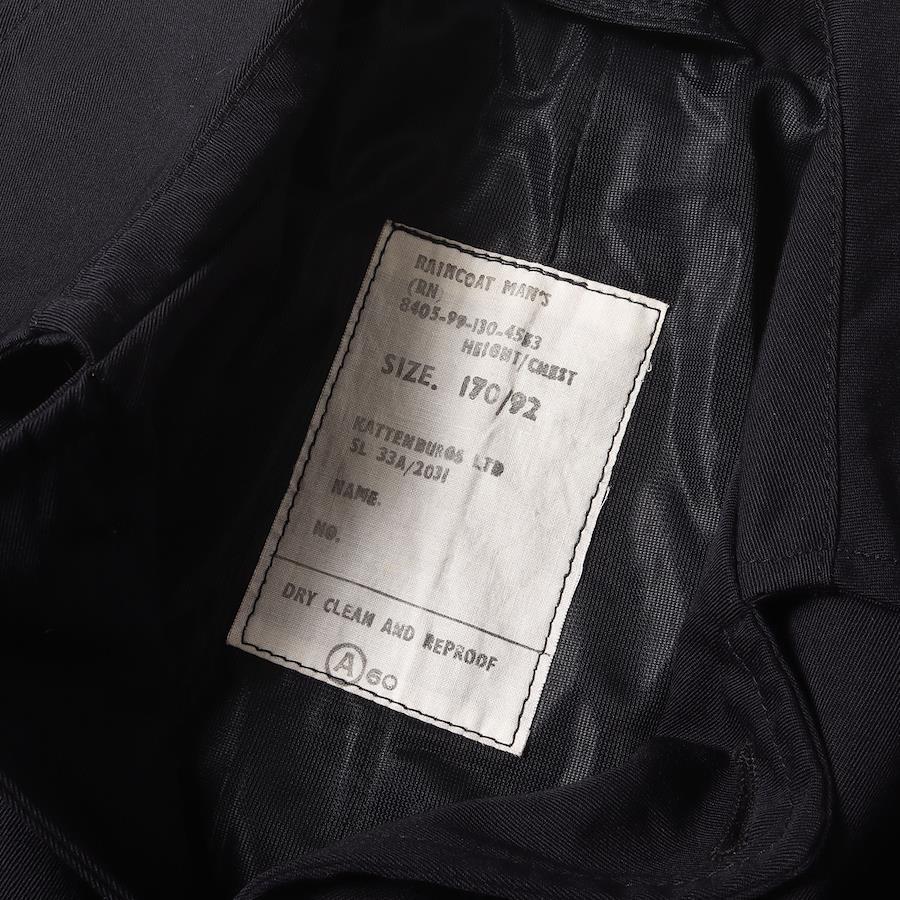 RAINCOAT MAN'S
(RN)
8405-99-130-4583
HEIGHT/CHEST
SIZE. 170/92
KATTENBURGS LTD
SL 33A/2031
NAME.
NO.
DRY CLEAN AND REPROOF
A 60